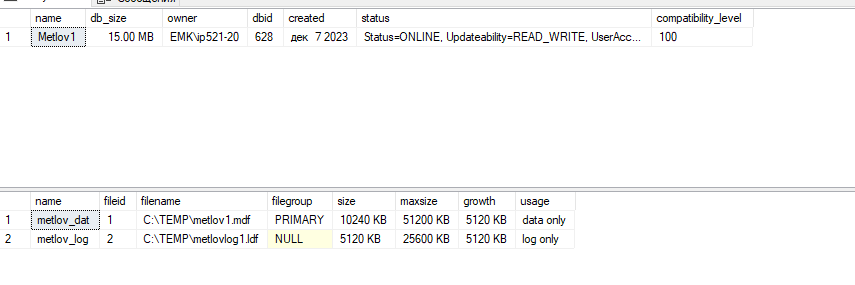 Сообщения
name db_size owner dbid created status compatibility_level
1 Metlov1 15.00 MB EMK\ip521-20 628 дек 7 2023 Status=ONLINE, Updateability=READ_WRITE, UserAcc... 100
name fileid filename filegroup size maxsize growth usage
1 metlov_dat 1 C:\TEMP\metlov1.mdf PRIMARY 10240 KB 51200 KB 5120 KB data only
2 metlov_log 2 C:\TEMP\metlovlog1.ldf NULL 5120 KB 25600 KB 5120 KB log only